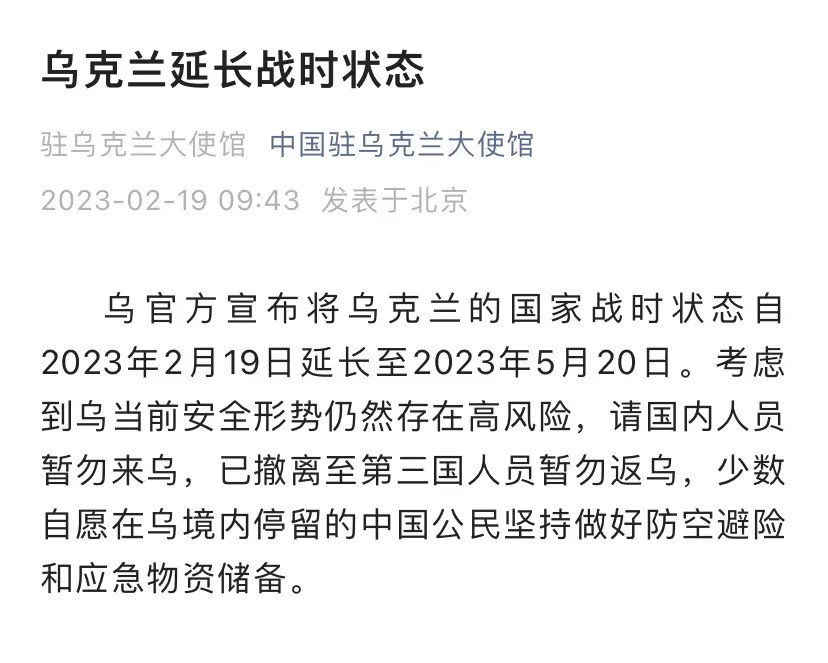 乌克兰延长战时状态
驻乌克兰大使馆 中国驻乌克兰大使馆
2023-02-19 09:43 发表于北京
乌官方宣布将乌克兰的国家战时状态自
2023年2月19日延长至2023年5月20日。考虑
到乌当前安全形势仍然存在高风险，请国内人员
暂勿来乌，已撤离至第三国人员暂勿返乌，少数
自愿在乌境内停留的中国公民坚持做好防空避险
和应急物资储备。